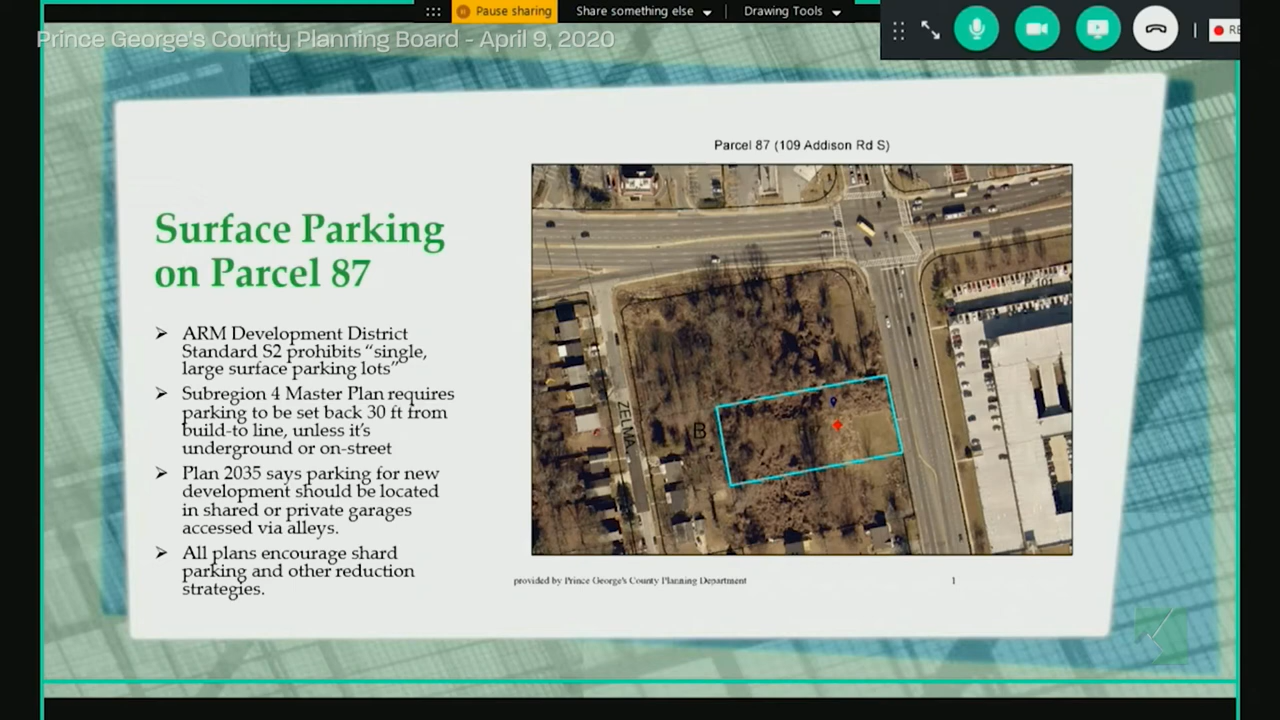 Pause sharing
Share something else
Drawing Tools
Prince George's County Planning Board - April 9, 2020
Parcel 87 (109 Addison Rd S)
Surface Parking
on Parcel 87
ARM Development District
Standard S2 prohibits “single,
large surface parking lots”
Subregion 4 Master Plan requires
parking to be set back 30 ft from
build-to line, unless it’s
underground or on-street
Plan 2035 says parking for new
development should be located
in shared or private garages
accessed via alleys.
All plans encourage shard
parking and other reduction
strategies.
ZELMA
B
provided by Prince George's County Planning Department
1